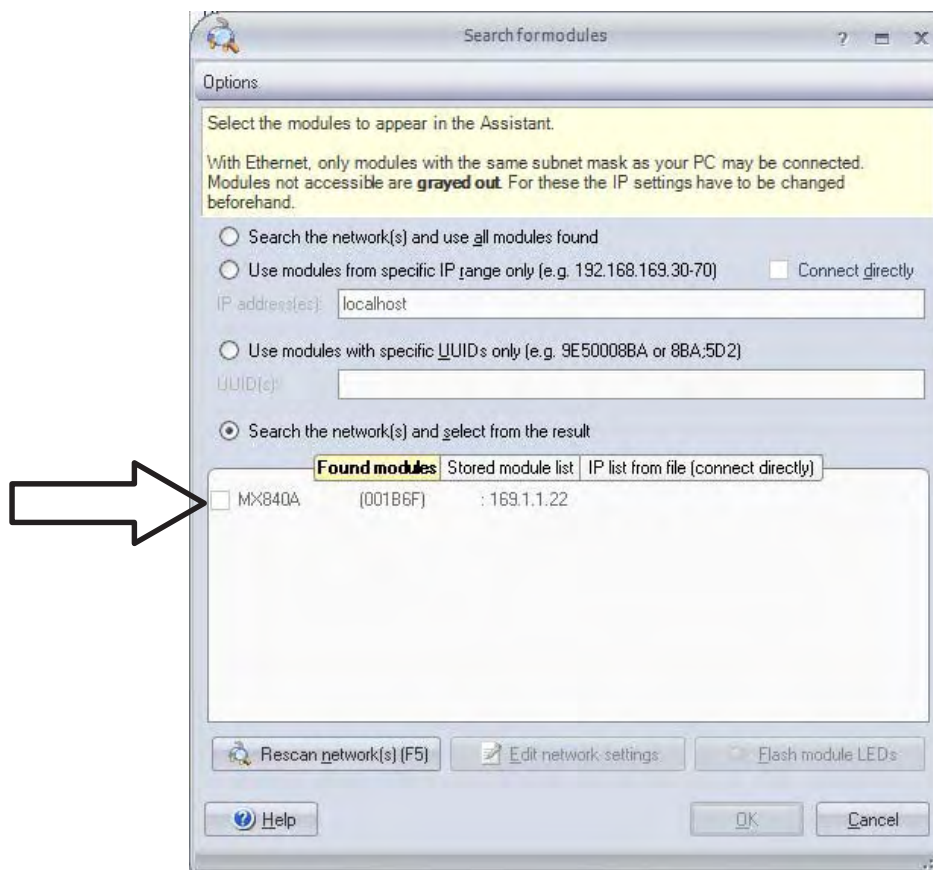 Search for modules
Options
Select the modules to appear in the Assistant.
With Ethernet, only modules with the same subnet mask as your PC may be connected.
Modules not accessible are grayed out. For these the IP settings have to be changed
beforehand.
Search the network(s) and use all modules found
Use modules from specific IP range only (e.g. 192.168.169.30-70) Connect directly
IP address(es): localhost
Use modules with specific UUIDs only (e.g. 9E50008BA or 8BA;5D2)
UUID(s):
Search the network(s) and select from the result
Found modules Stored module list IP list from file (connect directly)
MX840A (001B6F) : 169.1.1.22
Rescan network(s) (F5) Edit network settings Flash module LEDs
Help OK Cancel